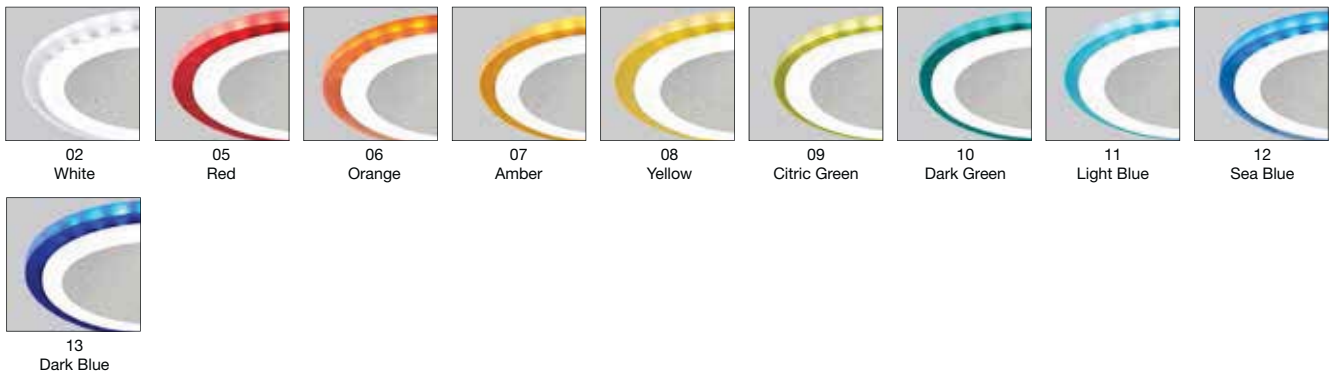 02
White
05
Red
06
Orange
07
Amber
08
Yellow
09
Citric Green
10
Dark Green
11
Light Blue
12
Sea Blue
13
Dark Blue